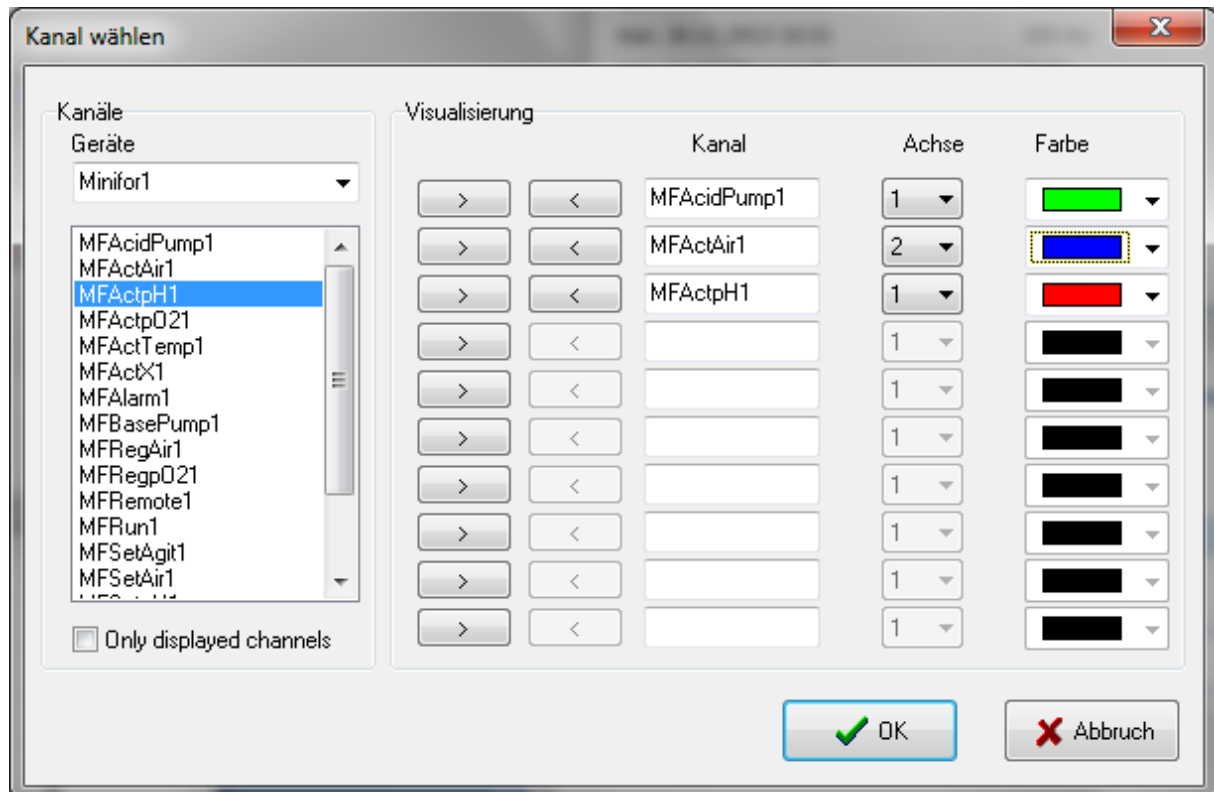 Kanal wählen
Kanäle
Geräte
Minifor1
MFAcidPump1
MFActAir1
MFActpH1
MFActpO21
MFActTemp1
MFActX1
MFAlarm1
MFBasePump1
MFRegAir1
MFRegpO21
MFRemote1
MFRun1
MFSetAgit1
MFSetAir1
Only displayed channels
Visualisierung
Kanal Achse Farbe
> < MFAcidPump1 1
> < MFActAir1 2
> < MFActpH1 1
> < 1
> < 1
> < 1
> < 1
> < 1
> < 1
> < 1
OK Abbruch